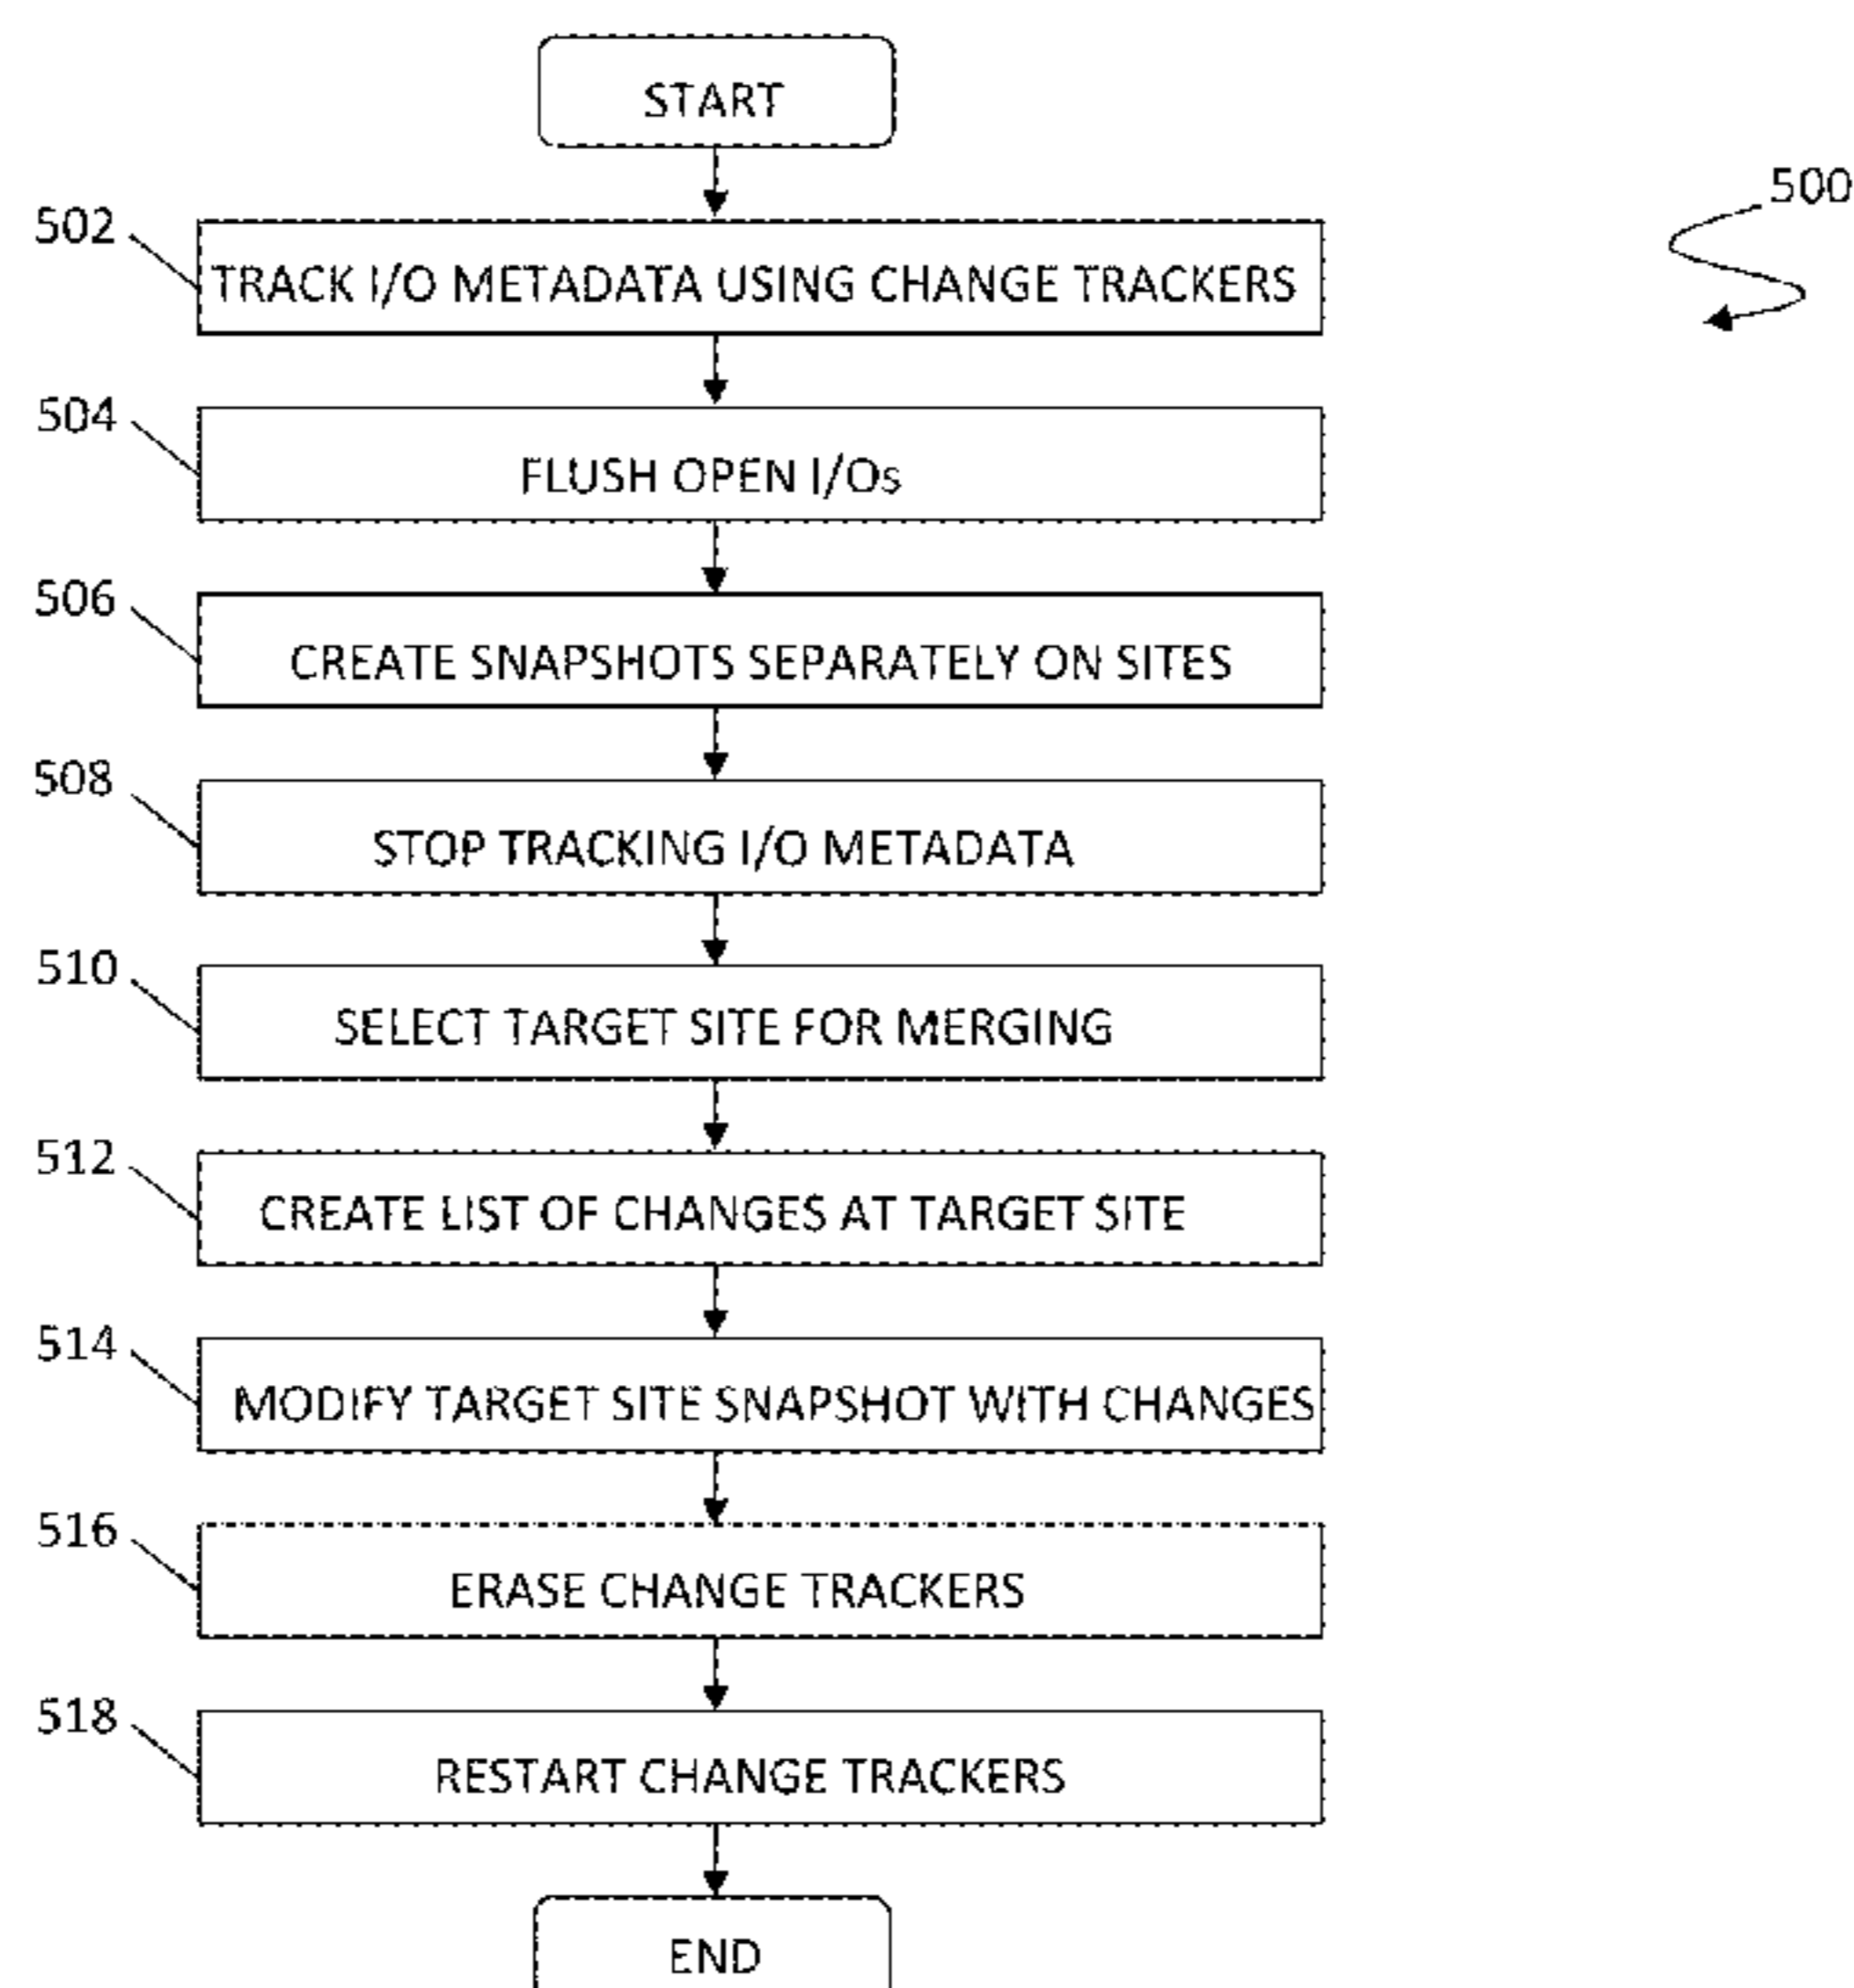 START
500
502
TRACK I/O METADATA USING CHANGE TRACKERS
504
FLUSH OPEN I/Os
506
CREATE SNAPSHOTS SEPARATELY ON SITES
508
STOP TRACKING I/O METADATA
510
SELECT TARGET SITE FOR MERGING
512
CREATE LIST OF CHANGES AT TARGET SITE
514
MODIFY TARGET SITE SNAPSHOT WITH CHANGES
516
ERASE CHANGE TRACKERS
518
RESTART CHANGE TRACKERS
END